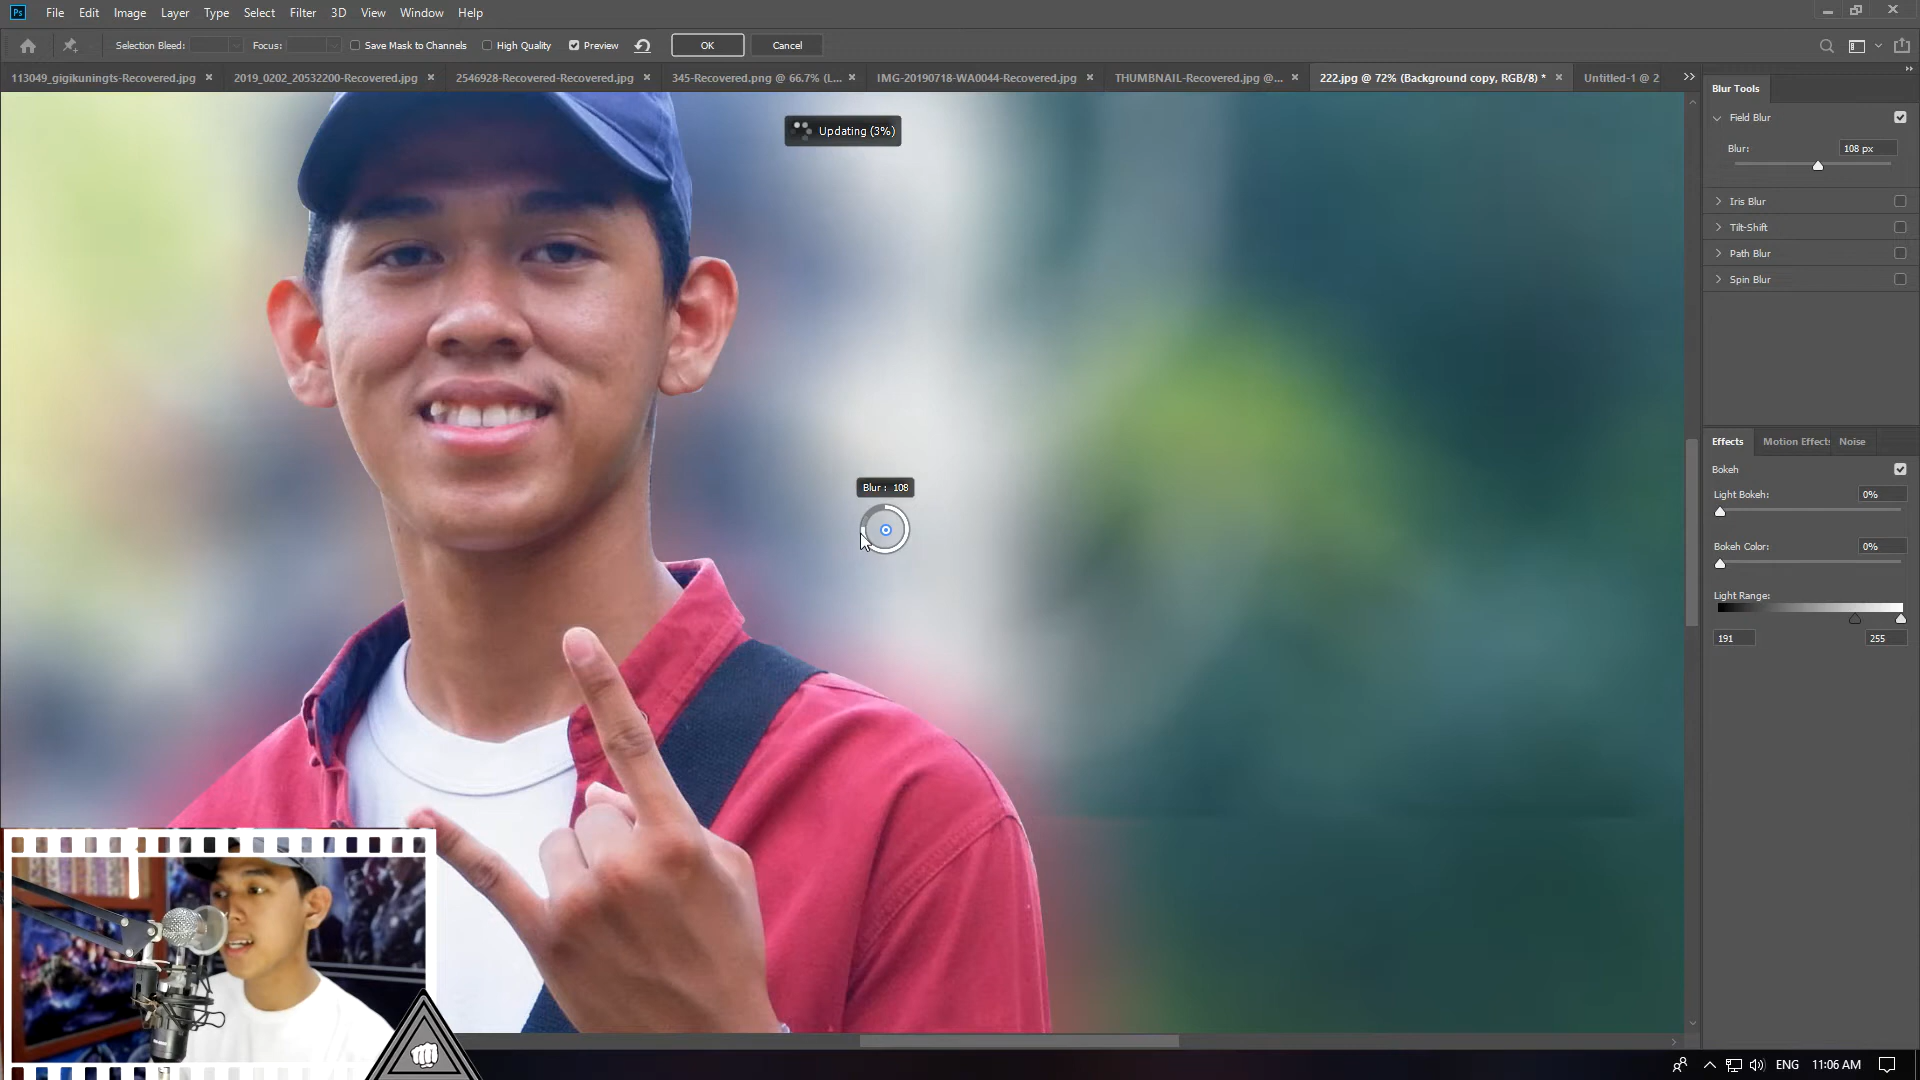 Ps File Edit Image Layer Type Select Filter 3D View Window Help
Selection Bleed: Focus: Save Mask to Channels High Quality Preview OK Cancel
113049_gigikuningts-Recovered.jpg × 2019_0202_20532200-Recovered.jpg × 2546928-Recovered-Recovered.jpg × 345-Recovered.png @ 66.7% (L... × IMG-20190718-WA0044-Recovered.jpg × THUMBNAIL-Recovered.jpg @... × 222.jpg @ 72% (Background copy, RGB/8) * × Untitled-1 @ 2
Updating (3%)
Blur : 108
Blur Tools
Field Blur
Blur: 108 px
Iris Blur
Tilt-Shift
Path Blur
Spin Blur
Effects Motion Effects Noise
Bokeh
Light Bokeh: 0%
Bokeh Color: 0%
Light Range:
191 255
ENG 11:06 AM